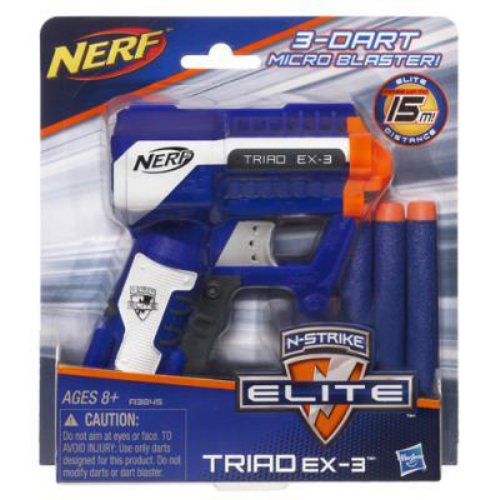 NERF
3-DART
MICRO BLASTER!
ELITE
15m!
DISTANCE
NERF
TRIAD EX-3
N-STRIKE
ELITE
TRIAD EX-3™
AGES 8+
A3845
CAUTION:
Do not aim at eyes or face. TO
AVOID INJURY: Use only darts
designed for this product. Do not
modify darts or dart blaster.
Hasbro